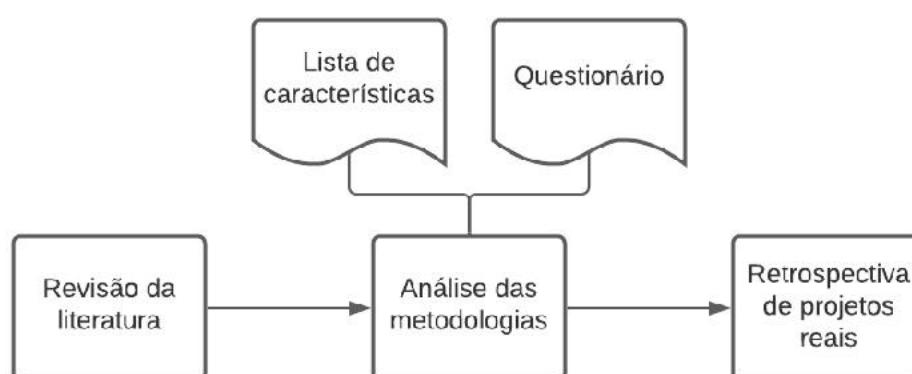 Lista de
características
Questionário
Revisão da
literatura
Análise das
metodologias
Retrospectiva
de projetos
reais